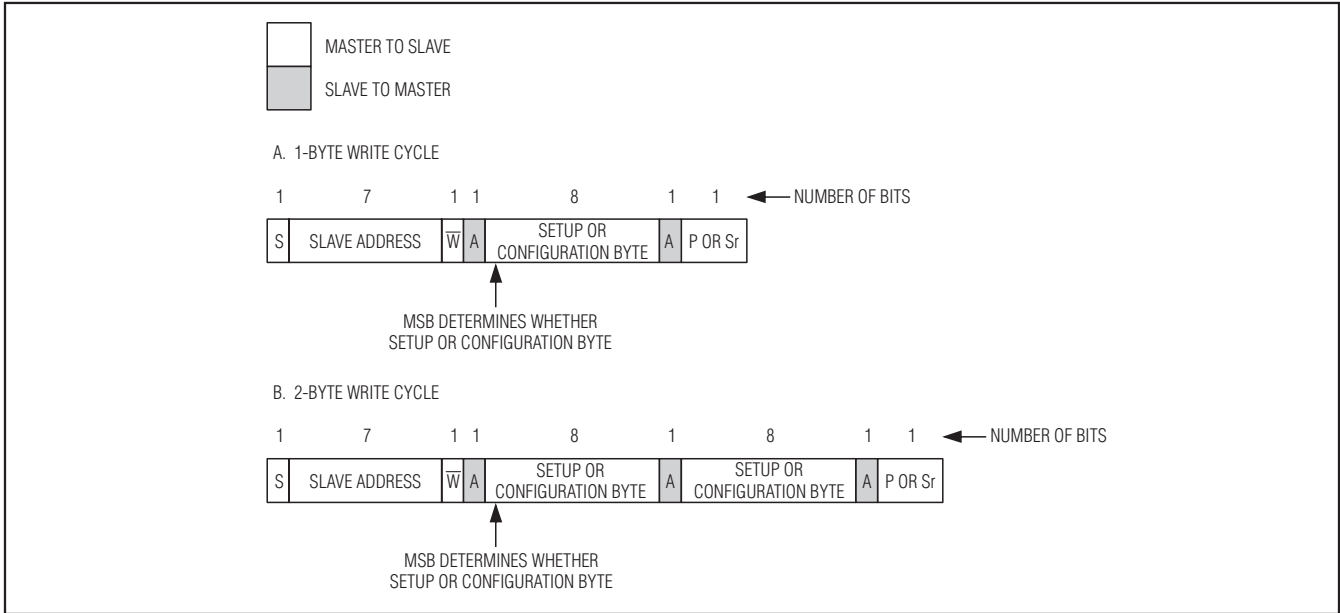 MASTER TO SLAVE
SLAVE TO MASTER
A. 1-BYTE WRITE CYCLE
1 7 1 1 8 1 1 NUMBER OF BITS
S SLAVE ADDRESS W̅ A SETUP OR CONFIGURATION BYTE A P OR Sr
MSB DETERMINES WHETHER
SETUP OR CONFIGURATION BYTE
B. 2-BYTE WRITE CYCLE
1 7 1 1 8 1 8 1 1 NUMBER OF BITS
S SLAVE ADDRESS W̅ A SETUP OR CONFIGURATION BYTE A SETUP OR CONFIGURATION BYTE A P OR Sr
MSB DETERMINES WHETHER
SETUP OR CONFIGURATION BYTE